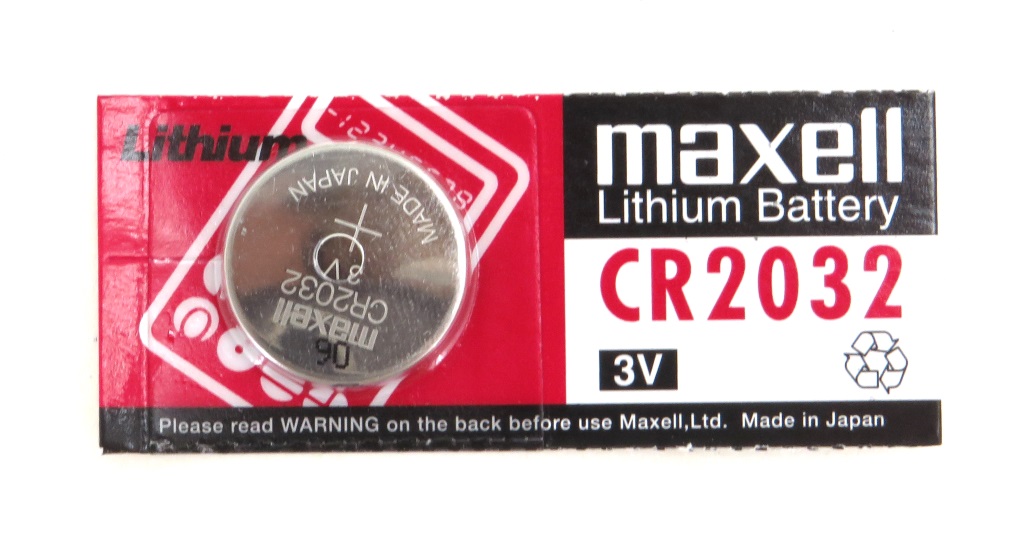 Lithium
MADE IN JAPAN
+
3V
CR2032
maxell
maxell
Lithium Battery
CR2032
3V
Please read WARNING on the back before use Maxell,Ltd. Made in Japan